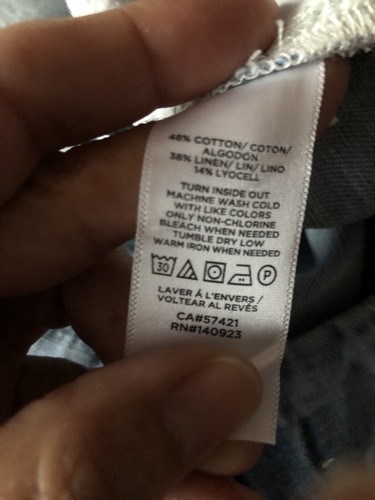 48% COTTON/ COTON/
ALGODÓN
38% LINEN/ LIN/ LINO
14% LYOCELL
TURN INSIDE OUT
MACHINE WASH COLD
WITH LIKE COLORS
ONLY NON-CHLORINE
BLEACH WHEN NEEDED
TUMBLE DRY LOW
WARM IRON WHEN NEEDED
30 P
LAVER Á L'ENVERS /
VOLTEAR AL REVÉS
CA#57421
RN#140923